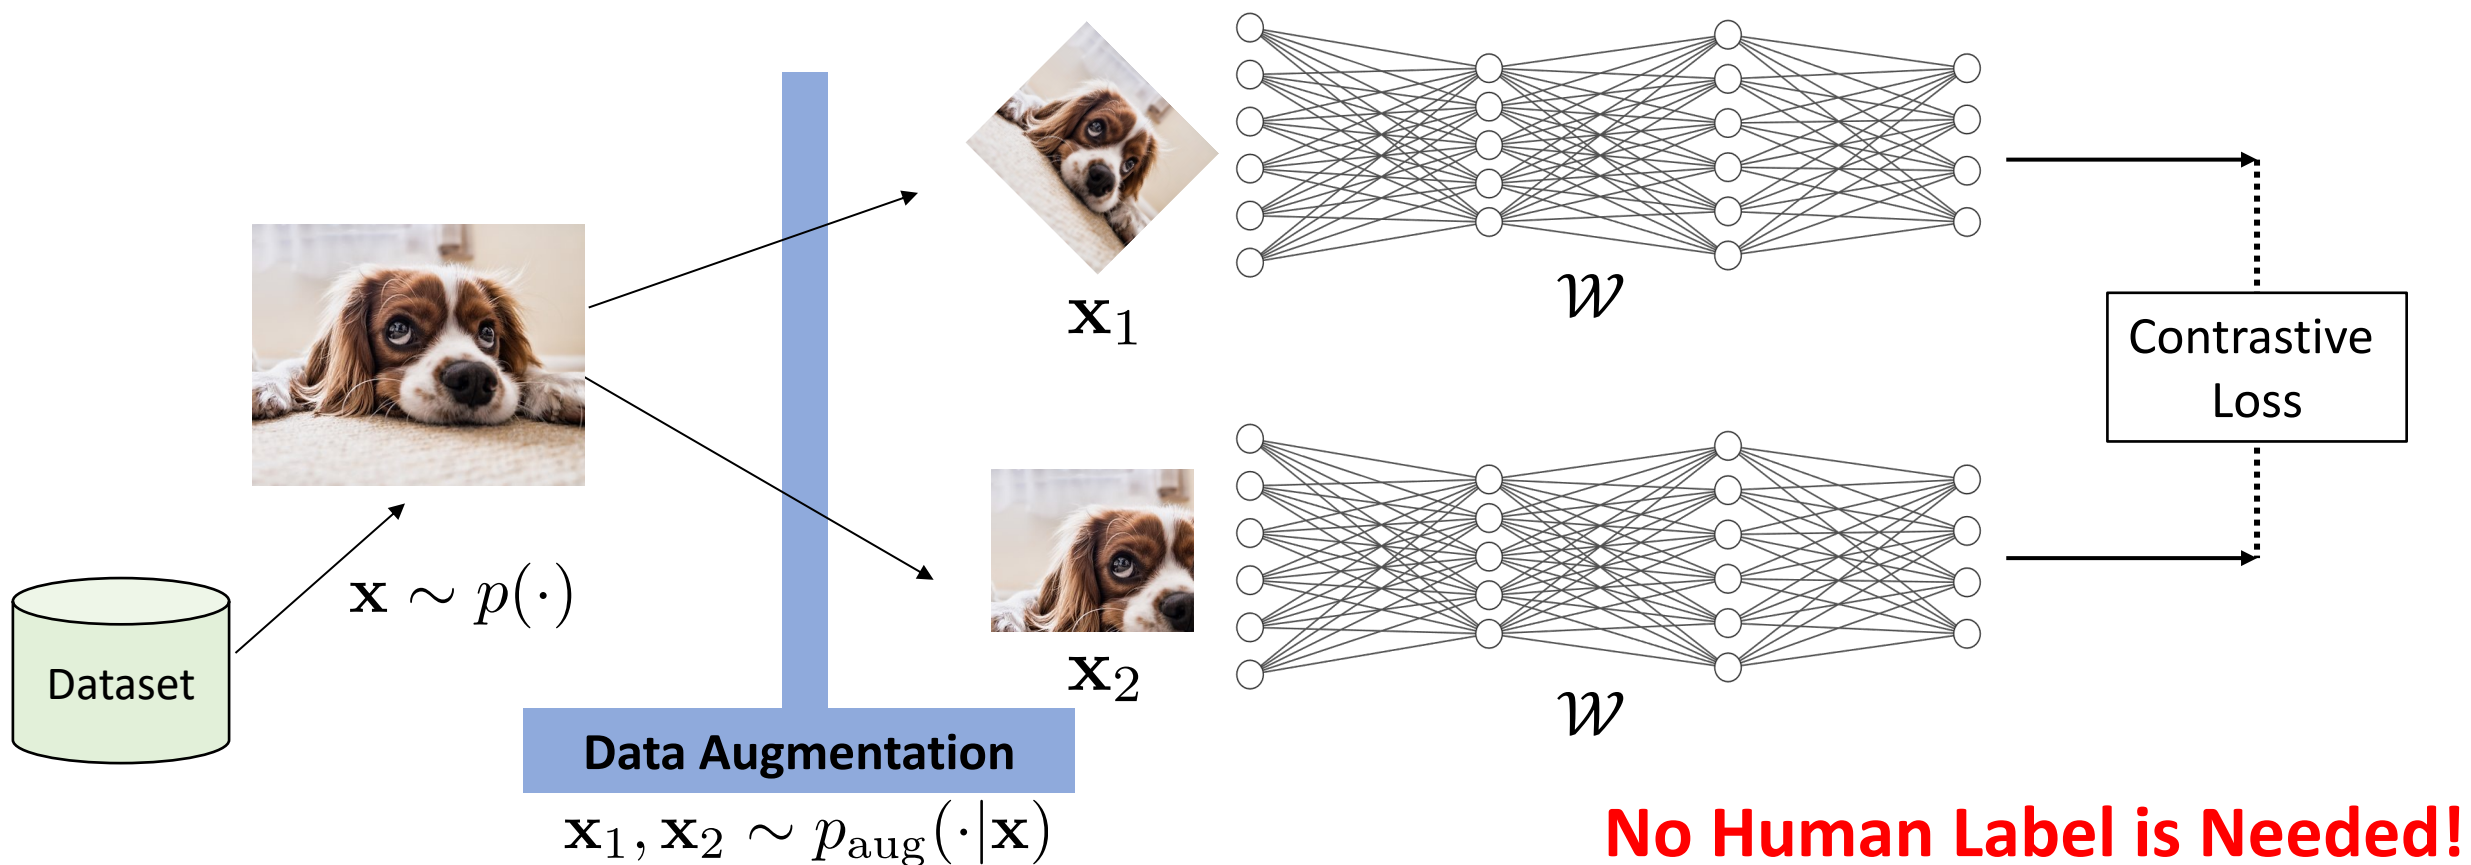 x₁
𝒲
Contrastive
Loss
x ∼ p(·)
Dataset
x₂
𝒲
Data Augmentation
x₁, x₂ ∼ p_aug(·|x)
No Human Label is Needed!